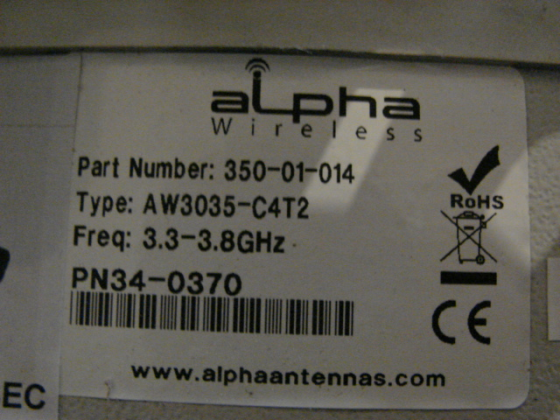 alpha
Wireless
Part Number: 350-01-014
Type: AW3035-C4T2
Freq: 3.3-3.8GHz
RoHS
PN34-0370
CE
www.alphaantennas.com
EC